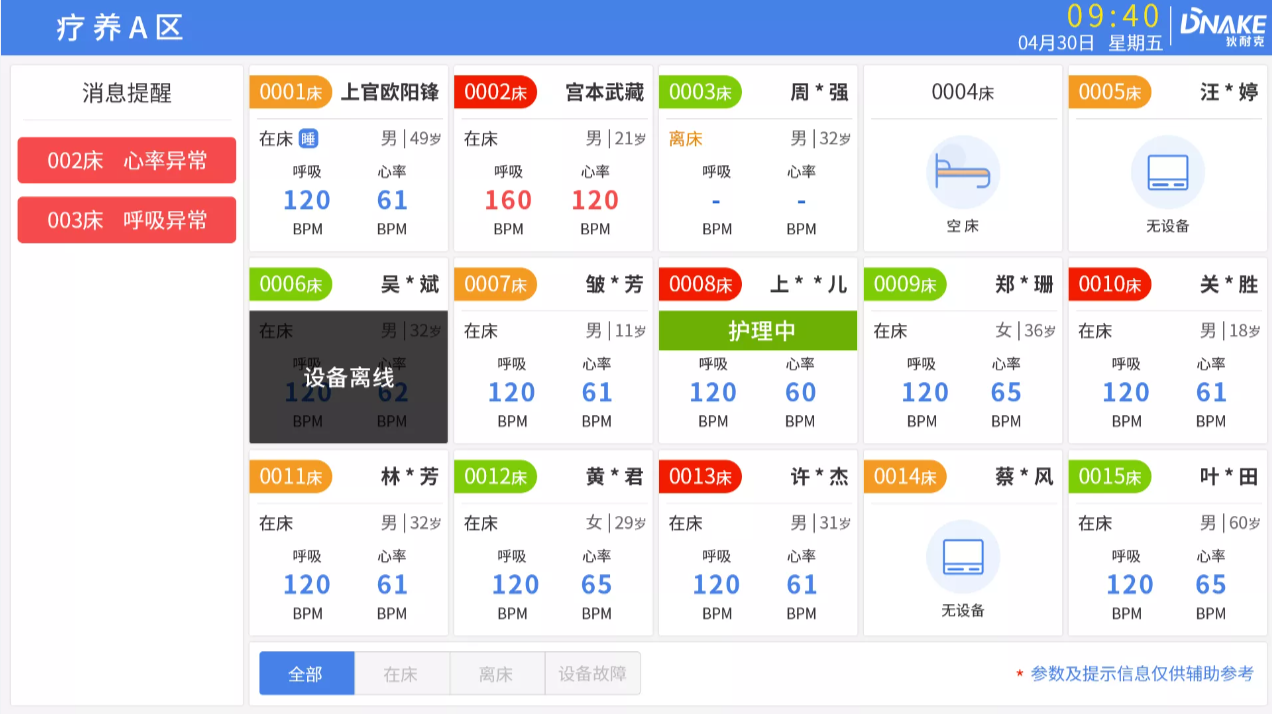 疗养A区
09:40
04月30日 星期五
DNAKE
狄耐克
消息提醒
002床 心率异常
003床 呼吸异常
0001床 上官欧阳锋
在床 睡 男|49岁
呼吸 心率
120 61
BPM BPM
0002床 宫本武藏
在床 男|21岁
呼吸 心率
160 120
BPM BPM
0003床 周*强
离床 男|32岁
呼吸 心率
- -
BPM BPM
0004床
空床
0005床 汪*婷
无设备
0006床 吴*斌
在床 男|32岁
呼吸 心率
设备离线
120 62
BPM BPM
0007床 皱*芳
在床 男|11岁
呼吸 心率
120 61
BPM BPM
0008床 上**儿
护理中
呼吸 心率
120 60
BPM BPM
0009床 郑*珊
在床 女|36岁
呼吸 心率
120 65
BPM BPM
0010床 关*胜
在床 男|18岁
呼吸 心率
120 61
BPM BPM
0011床 林*芳
在床 男|32岁
呼吸 心率
120 61
BPM BPM
0012床 黄*君
在床 女|29岁
呼吸 心率
120 65
BPM BPM
0013床 许*杰
在床 男|31岁
呼吸 心率
120 61
BPM BPM
0014床 蔡*风
无设备
0015床 叶*田
在床 男|60岁
呼吸 心率
120 65
BPM BPM
全部 在床 离床 设备故障
* 参数及提示信息仅供辅助参考